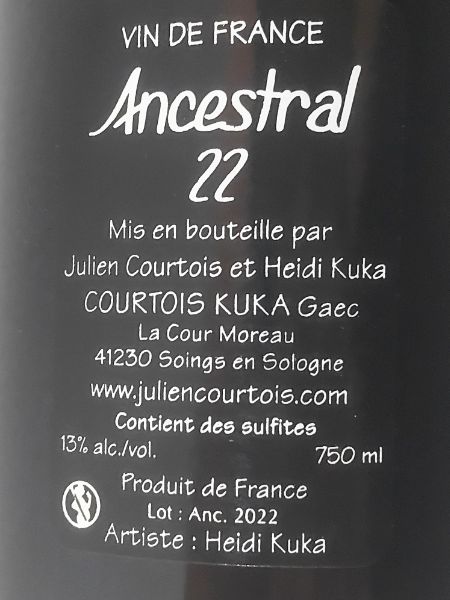 VIN DE FRANCE
Ancestral
22
Mis en bouteille par
Julien Courtois et Heidi Kuka
COURTOIS KUKA Gaec
La Cour Moreau
41230 Soings en Sologne
www.juliencourtois.com
Contient des sulfites
13% alc./vol. 750 ml
Produit de France
Lot : Anc. 2022
Artiste : Heidi Kuka